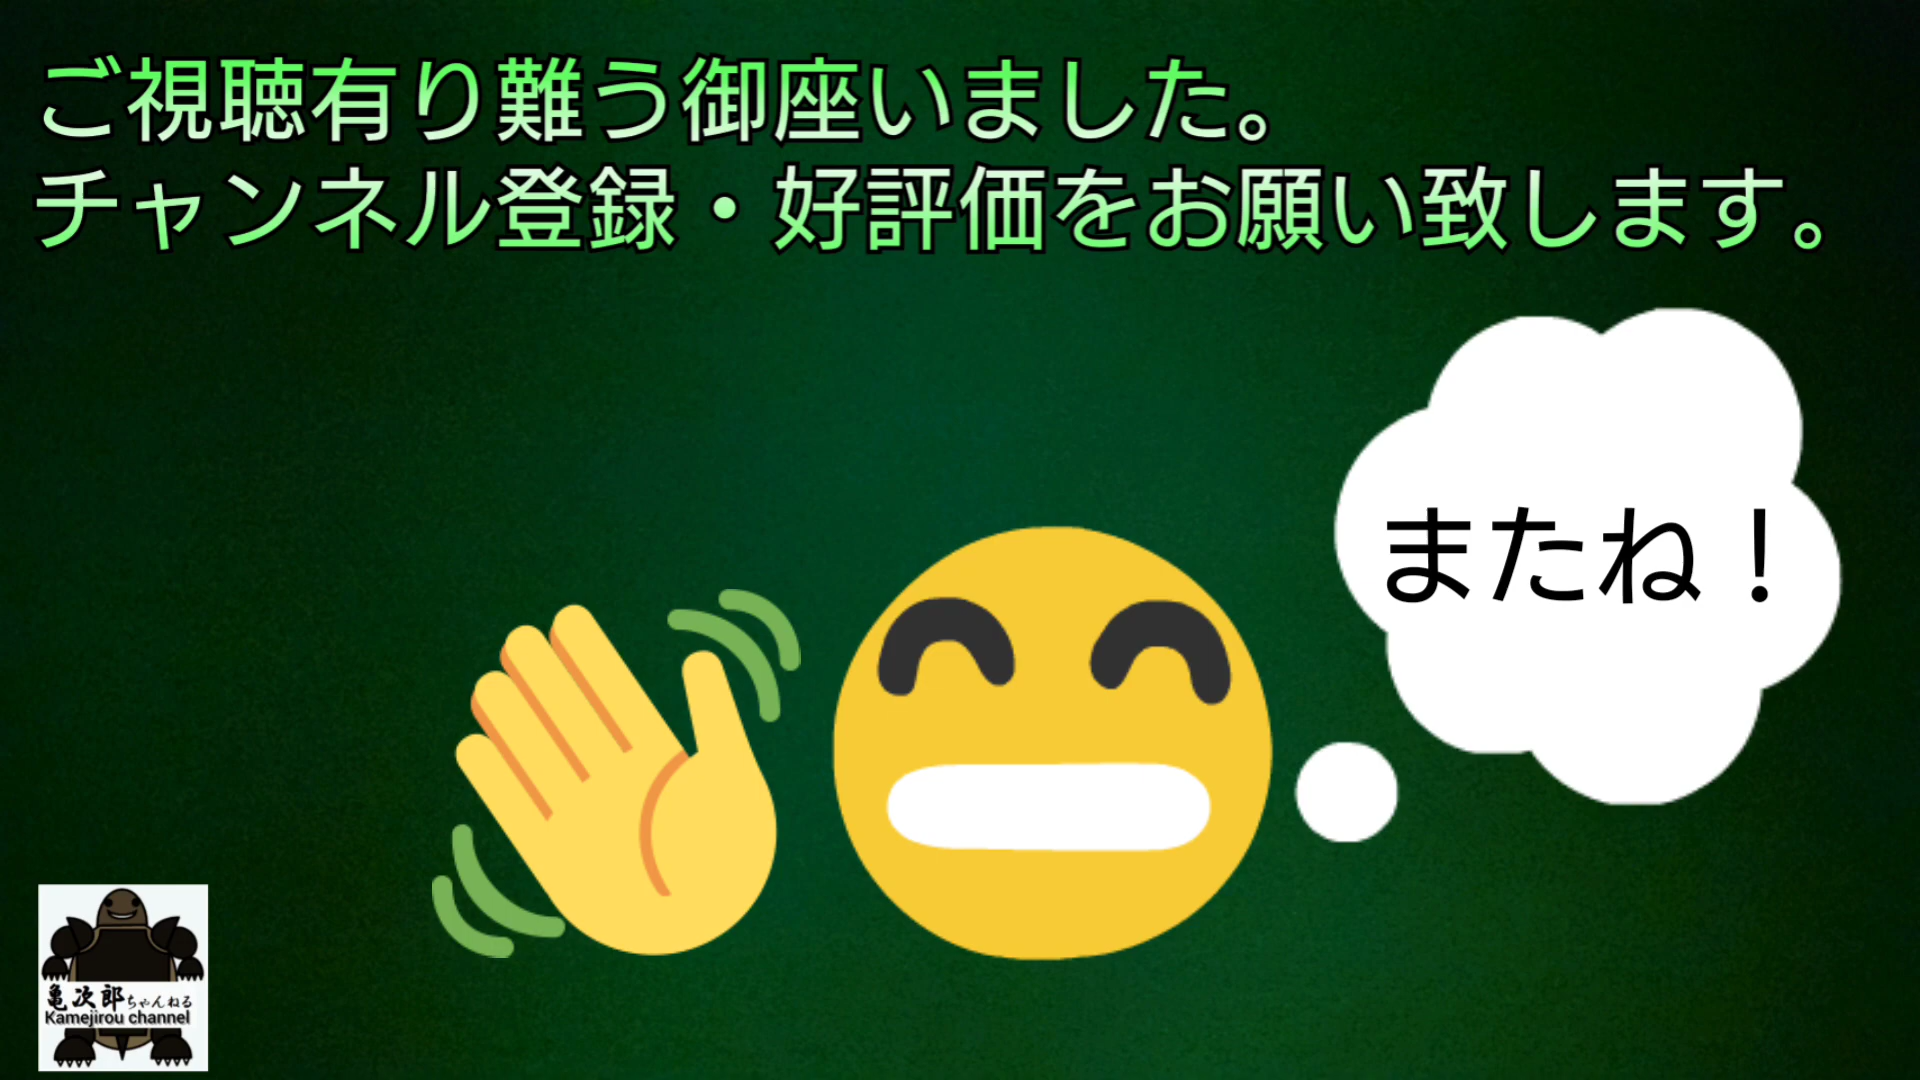 ご視聴有り難う御座いました。
チャンネル登録・好評価をお願い致します。
またね！
亀次郎ちゃんねる
Kamejirou channel